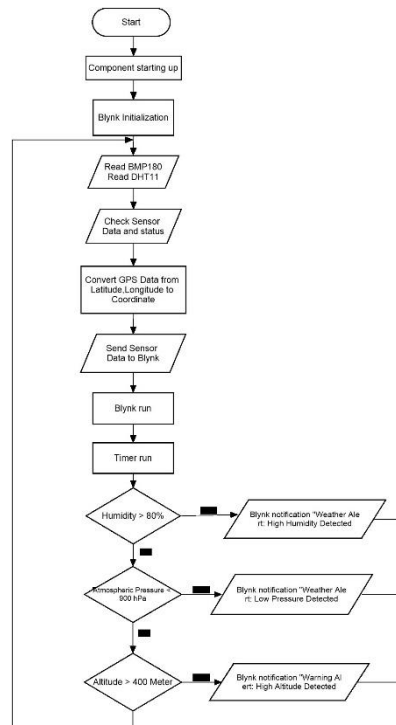 Start
Component starting up
Blynk Initialization
Read BMP180
Read DHT11
Check Sensor
Data and status
Convert GPS Data from
Latitude,Longitude to
Coordinate
Send Sensor
Data to Blynk
Blynk run
Timer run
Humidity > 80%
Blynk notification "Weather Ale
rt: High Humidity Detected
Atmospheric Pressure <
900 hPa
Blynk notification "Weather Ale
rt: Low Pressure Detected
Altitude > 400 Meter
Blynk notification "Warning Al
ert: High Altitude Detected